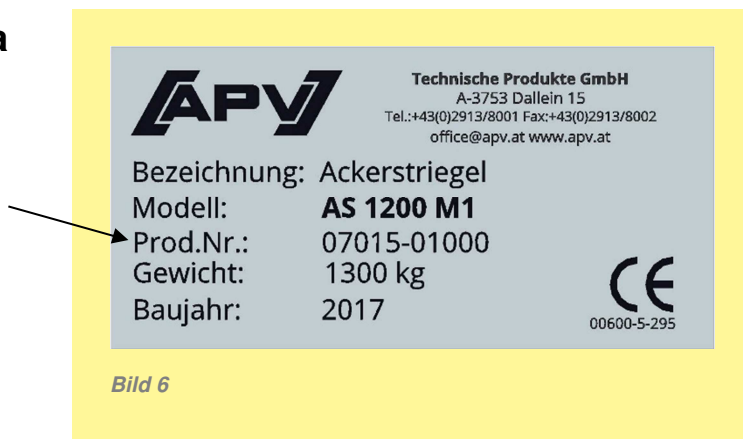 a
APV
Technische Produkte GmbH
A-3753 Dallein 15
Tel.:+43(0)2913/8001 Fax:+43(0)2913/8002
office@apv.at www.apv.at
Bezeichnung: Ackerstriegel
Modell: AS 1200 M1
Prod.Nr.: 07015-01000
Gewicht: 1300 kg
Baujahr: 2017
CE
00600-5-295
Bild 6